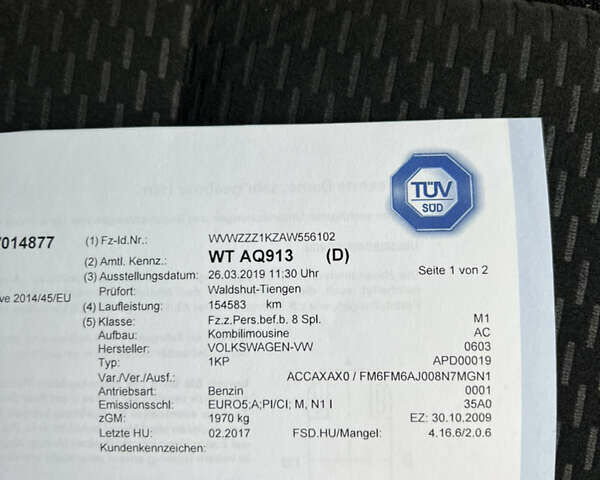 TÜV
SÜD
014877
(1) Fz-Id.Nr.: WVWZZZ1KZAW556102
(2) Amtl. Kennz.: WT AQ913 (D)
(3) Ausstellungsdatum: 26.03.2019 11:30 Uhr Seite 1 von 2
Prüfort: Waldshut-Tiengen
ve 2014/45/EU
(4) Laufleistung: 154583 km
(5) Klasse: Fz.z.Pers.bef.b. 8 Spl. M1
Aufbau: Kombilimousine AC
Hersteller: VOLKSWAGEN-VW 0603
Typ: 1KP APD00019
Var./Ver./Ausf.: ACCAXAX0 / FM6FM6AJ008N7MGN1
Antriebsart: Benzin 0001
Emissionsschl.: EURO5;A;PI/CI; M, N1 I 35A0
zGM: 1970 kg EZ: 30.10.2009
Letzte HU: 02.2017 FSD.HU/Mangel: 4.16.6/2.0.6
Kundenkennzeichen: